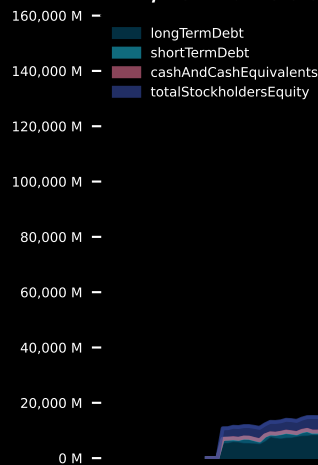 160,000 M
longTermDebt
shortTermDebt
140,000 M
cashAndCashEquivalents
totalStockholdersEquity
120,000 M
100,000 M
80,000 M
60,000 M
40,000 M
20,000 M
0 M